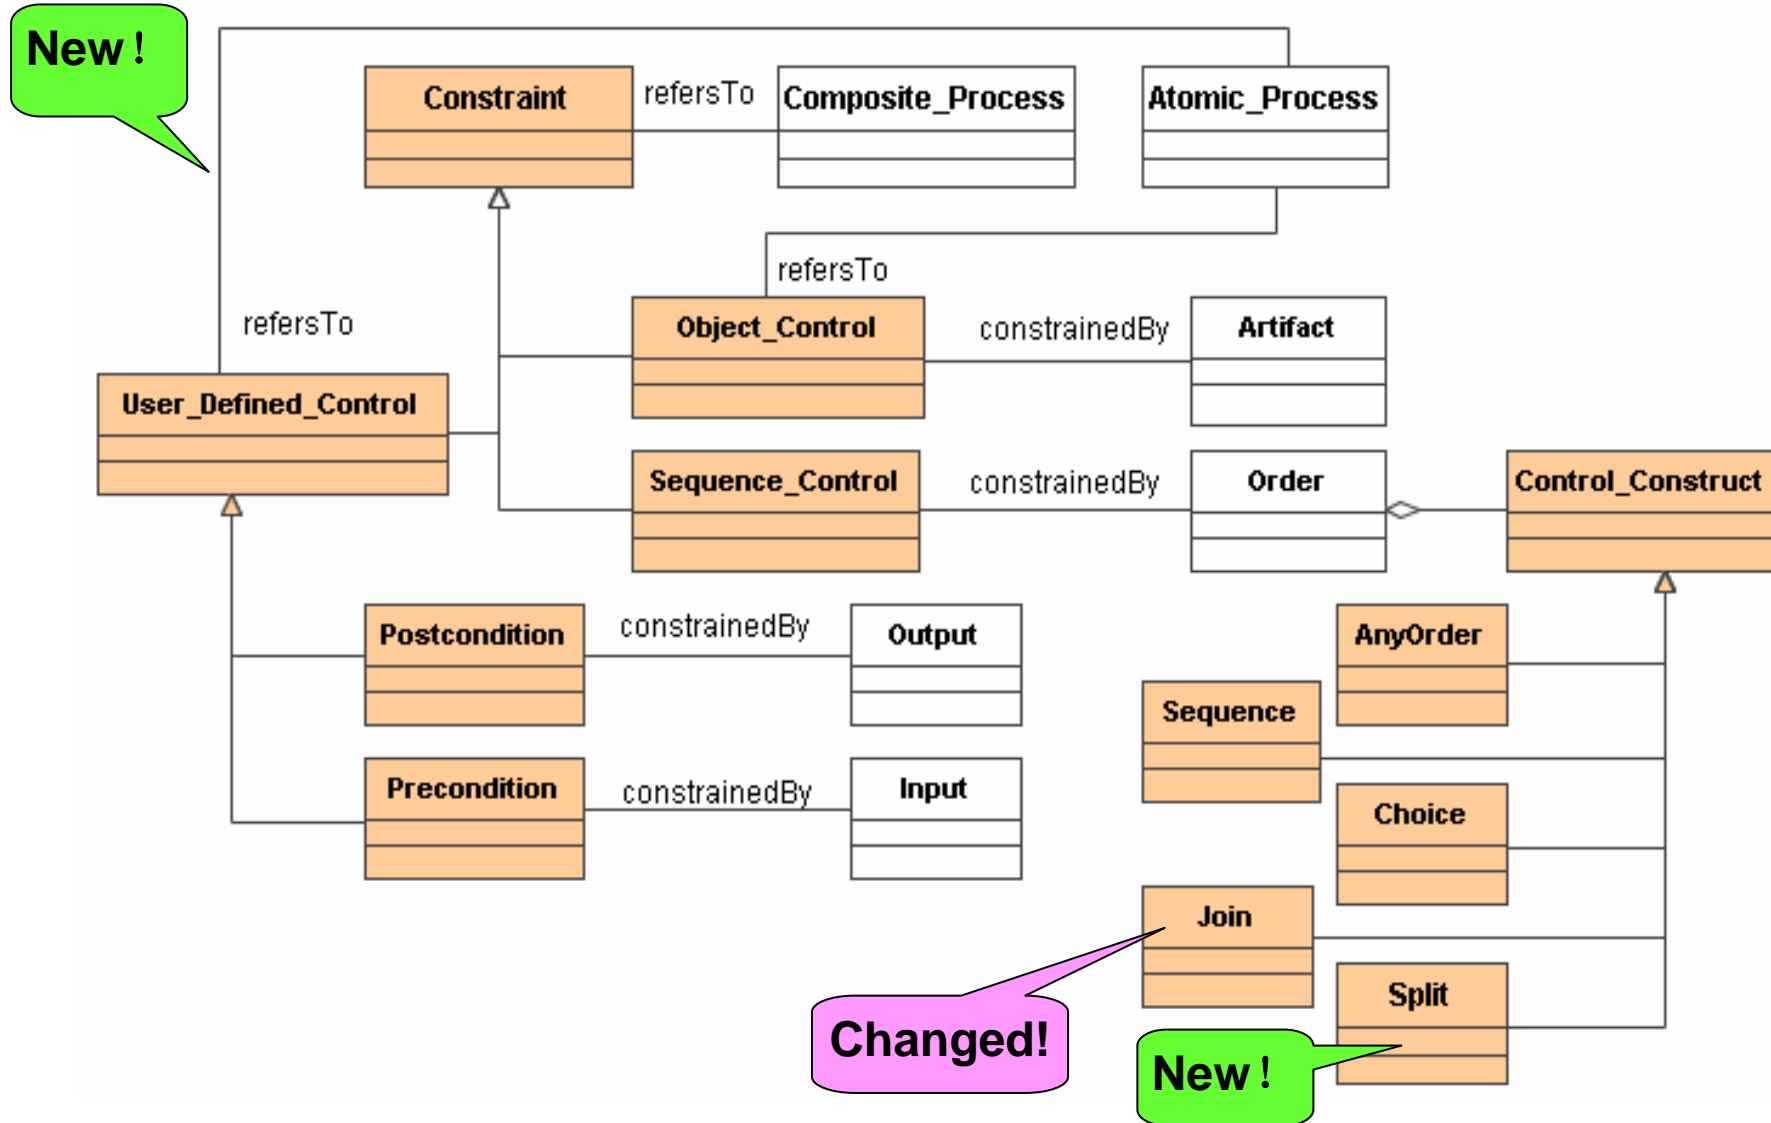 New!
Constraint
refersTo
Composite_Process
Atomic_Process
refersTo
refersTo
Object_Control
constrainedBy
Artifact
User_Defined_Control
Sequence_Control
constrainedBy
Order
Control_Construct
Postcondition
constrainedBy
Output
AnyOrder
Sequence
Precondition
constrainedBy
Input
Choice
Join
Split
Changed!
New!